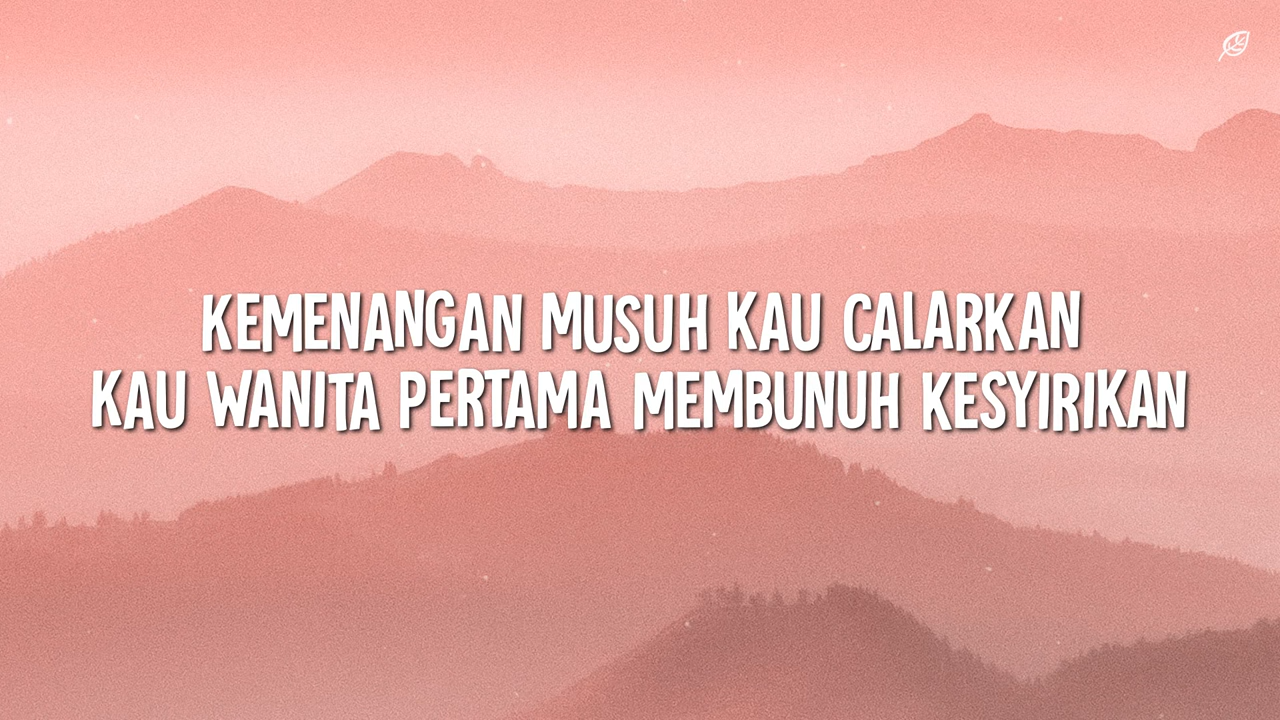 KEMENANGAN MUSUH KAU CALARKAN
KAU WANITA PERTAMA MEMBUNUH KESYIRIKAN